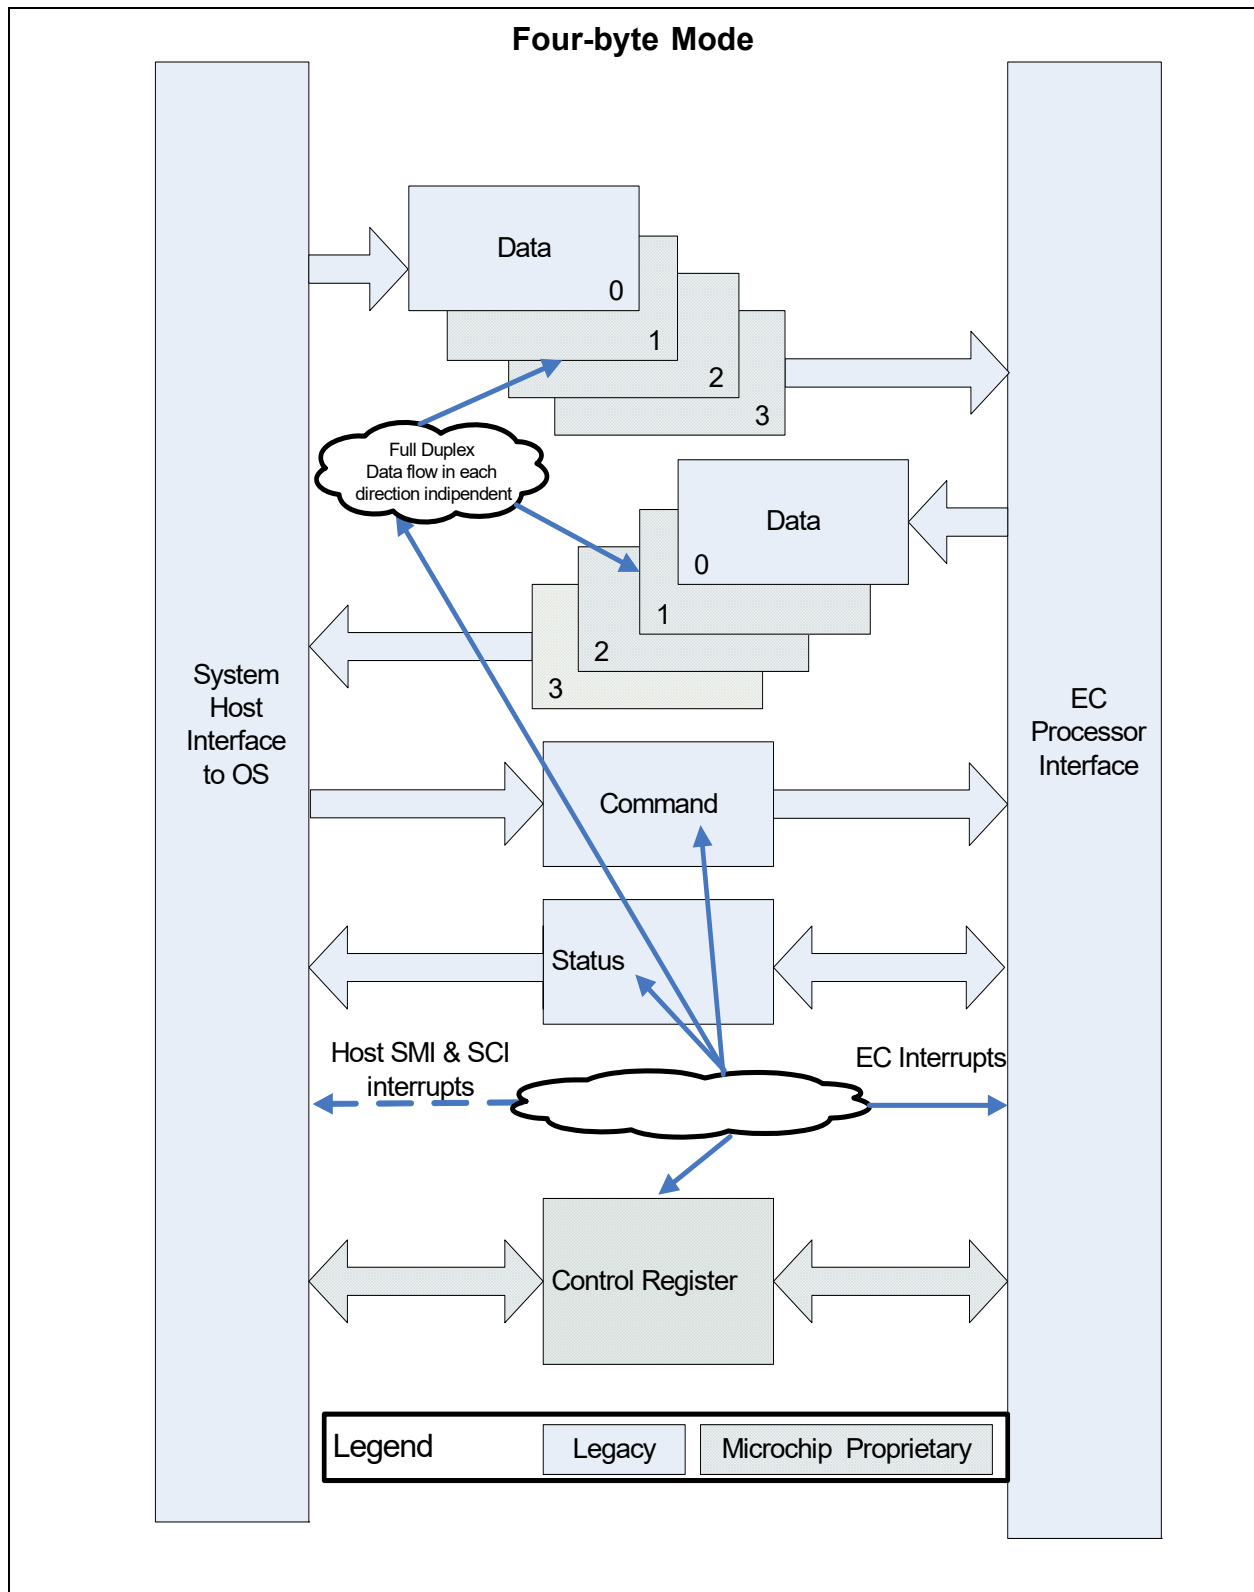 Four-byte Mode
Data
0
1
2
3
Full Duplex
Data flow in each
direction indipendent
Data
0
1
2
3
System
Host
Interface
to OS
EC
Processor
Interface
Command
Status
Host SMI & SCI
interrupts
EC Interrupts
Control Register
Legend
Legacy
Microchip Proprietary